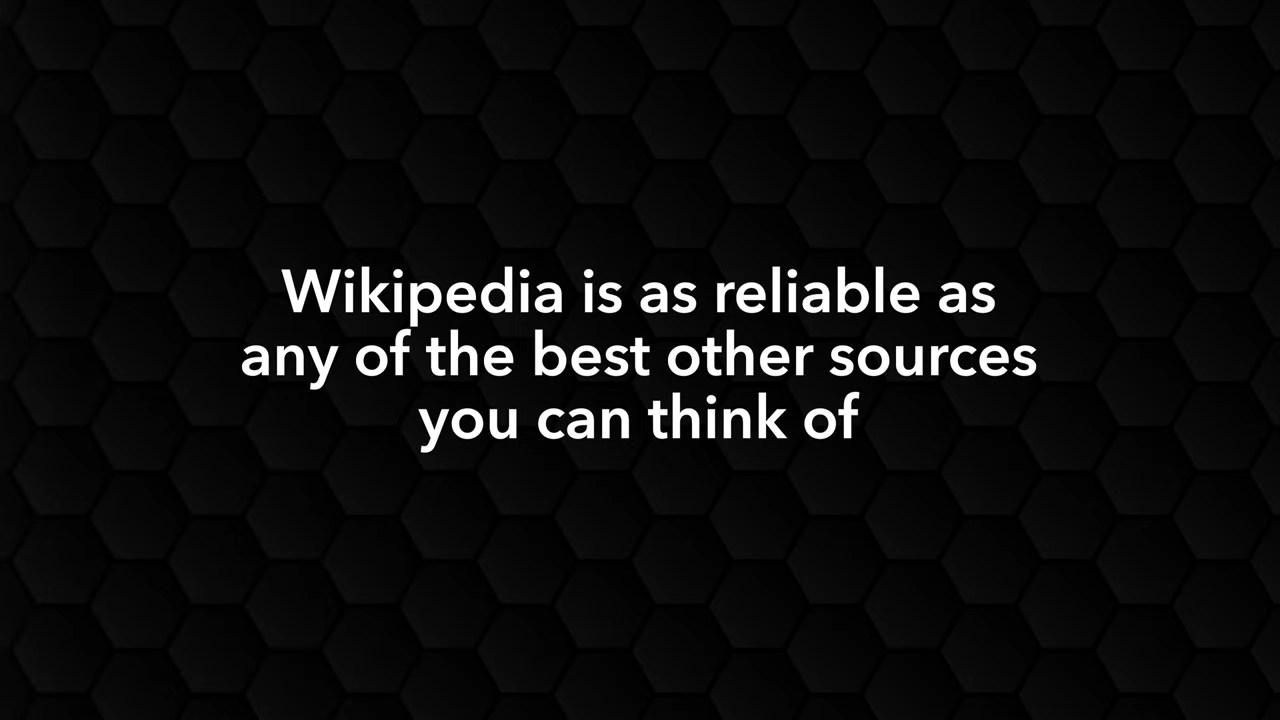 Wikipedia is as reliable as
any of the best other sources
you can think of